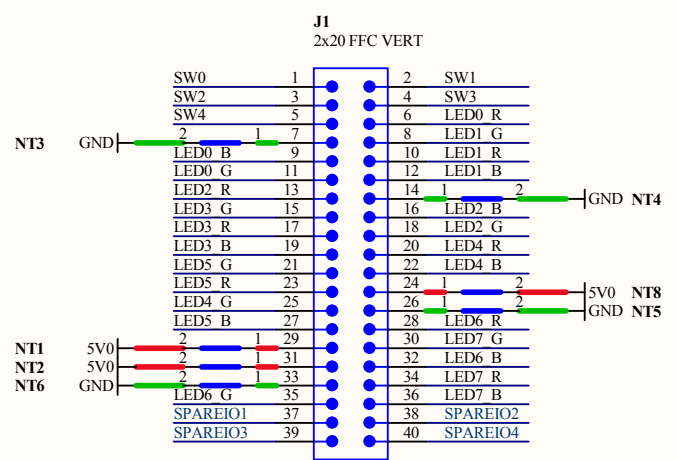 J1
2x20 FFC VERT
SW0 1 2 SW1
SW2 3 4 SW3
SW4 5 6 LED0_R
NT3 GND 2 1 7 8 LED1_G
LED0_B 9 10 LED1_R
LED0_G 11 12 LED1_B
LED2_R 13 14 1 2 GND NT4
LED3_G 15 16 LED2_B
LED3_R 17 18 LED2_G
LED3_B 19 20 LED4_R
LED5_G 21 22 LED4_B
LED5_R 23 24 1 2 5V0 NT8
LED4_G 25 26 1 2 GND NT5
LED5_B 27 28 LED6_R
NT1 5V0 2 1 29 30 LED7_G
NT2 5V0 2 1 31 32 LED6_B
NT6 GND 2 1 33 34 LED7_R
LED6_G 35 36 LED7_B
SPAREIO1 37 38 SPAREIO2
SPAREIO3 39 40 SPAREIO4